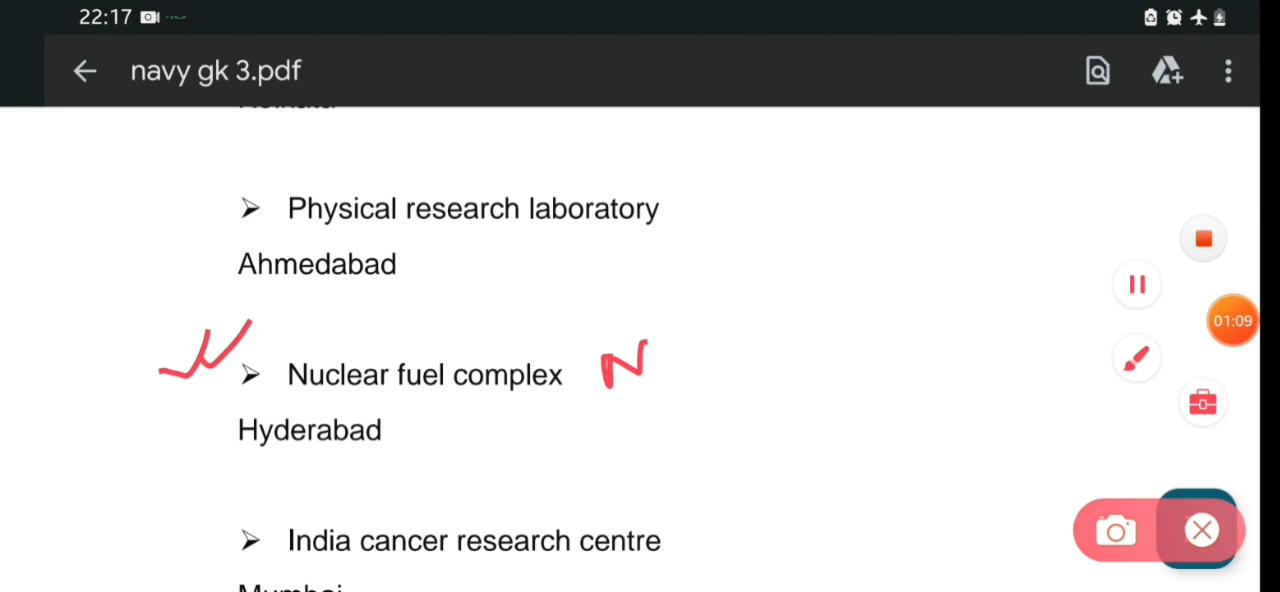 22:17
navy gk 3.pdf
➢ Physical research laboratory
Ahmedabad
➢ Nuclear fuel complex N
Hyderabad
➢ India cancer research centre
Mumbai
01:09